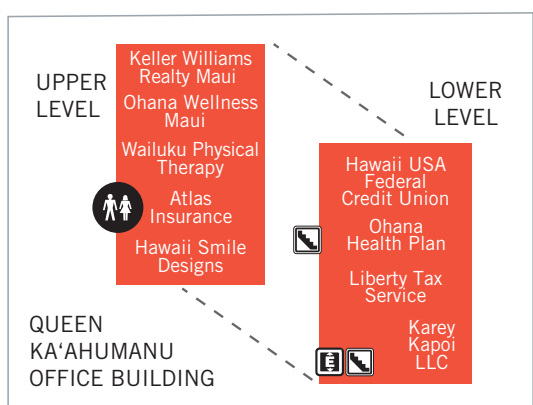 UPPER
LEVEL
Keller Williams
Realty Maui
Ohana Wellness
Maui
Wailuku Physical
Therapy
Atlas
Insurance
Hawaii Smile
Designs
LOWER
LEVEL
Hawaii USA
Federal
Credit Union
Ohana
Health Plan
Liberty Tax
Service
Karey
Kapoi
LLC
E
QUEEN
KA‘AHUMANU
OFFICE BUILDING